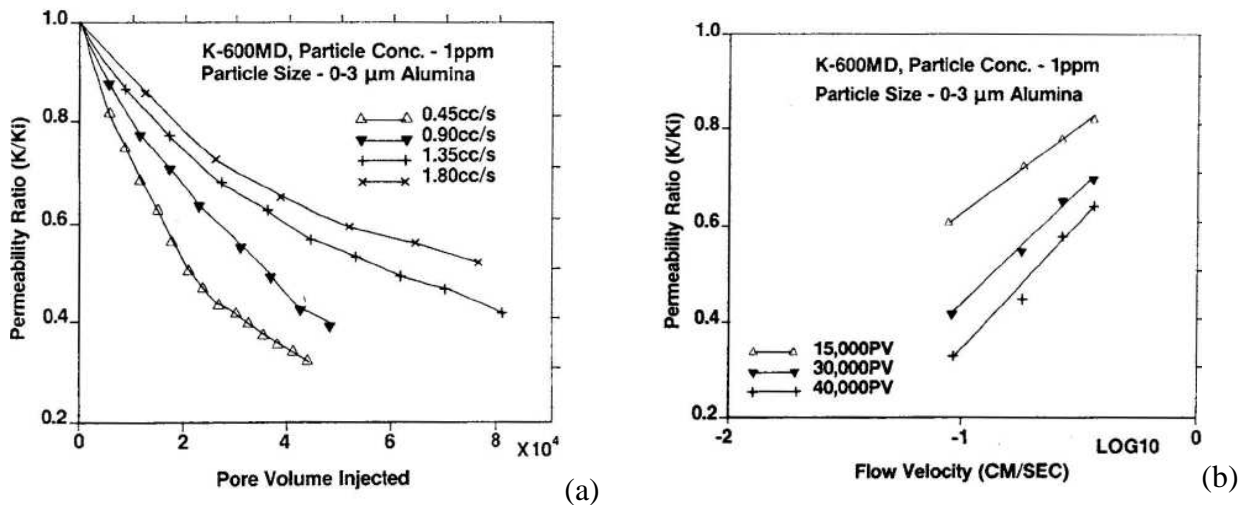 1.0
0.8
0.6
0.4
0.2
Permeability Ratio (K/Ki)
K-600MD, Particle Conc. - 1ppm
Particle Size - 0-3 µm Alumina
0.45cc/s
0.90cc/s
1.35cc/s
1.80cc/s
0 2 4 6 8
X10⁴
Pore Volume Injected
(a)
1.0
0.8
0.6
0.4
0.2
Permeability Ratio (K/Ki)
K-600MD, Particle Conc. - 1ppm
Particle Size - 0-3 µm Alumina
15,000PV
30,000PV
40,000PV
-2 -1 0
LOG10
Flow Velocity (CM/SEC)
(b)